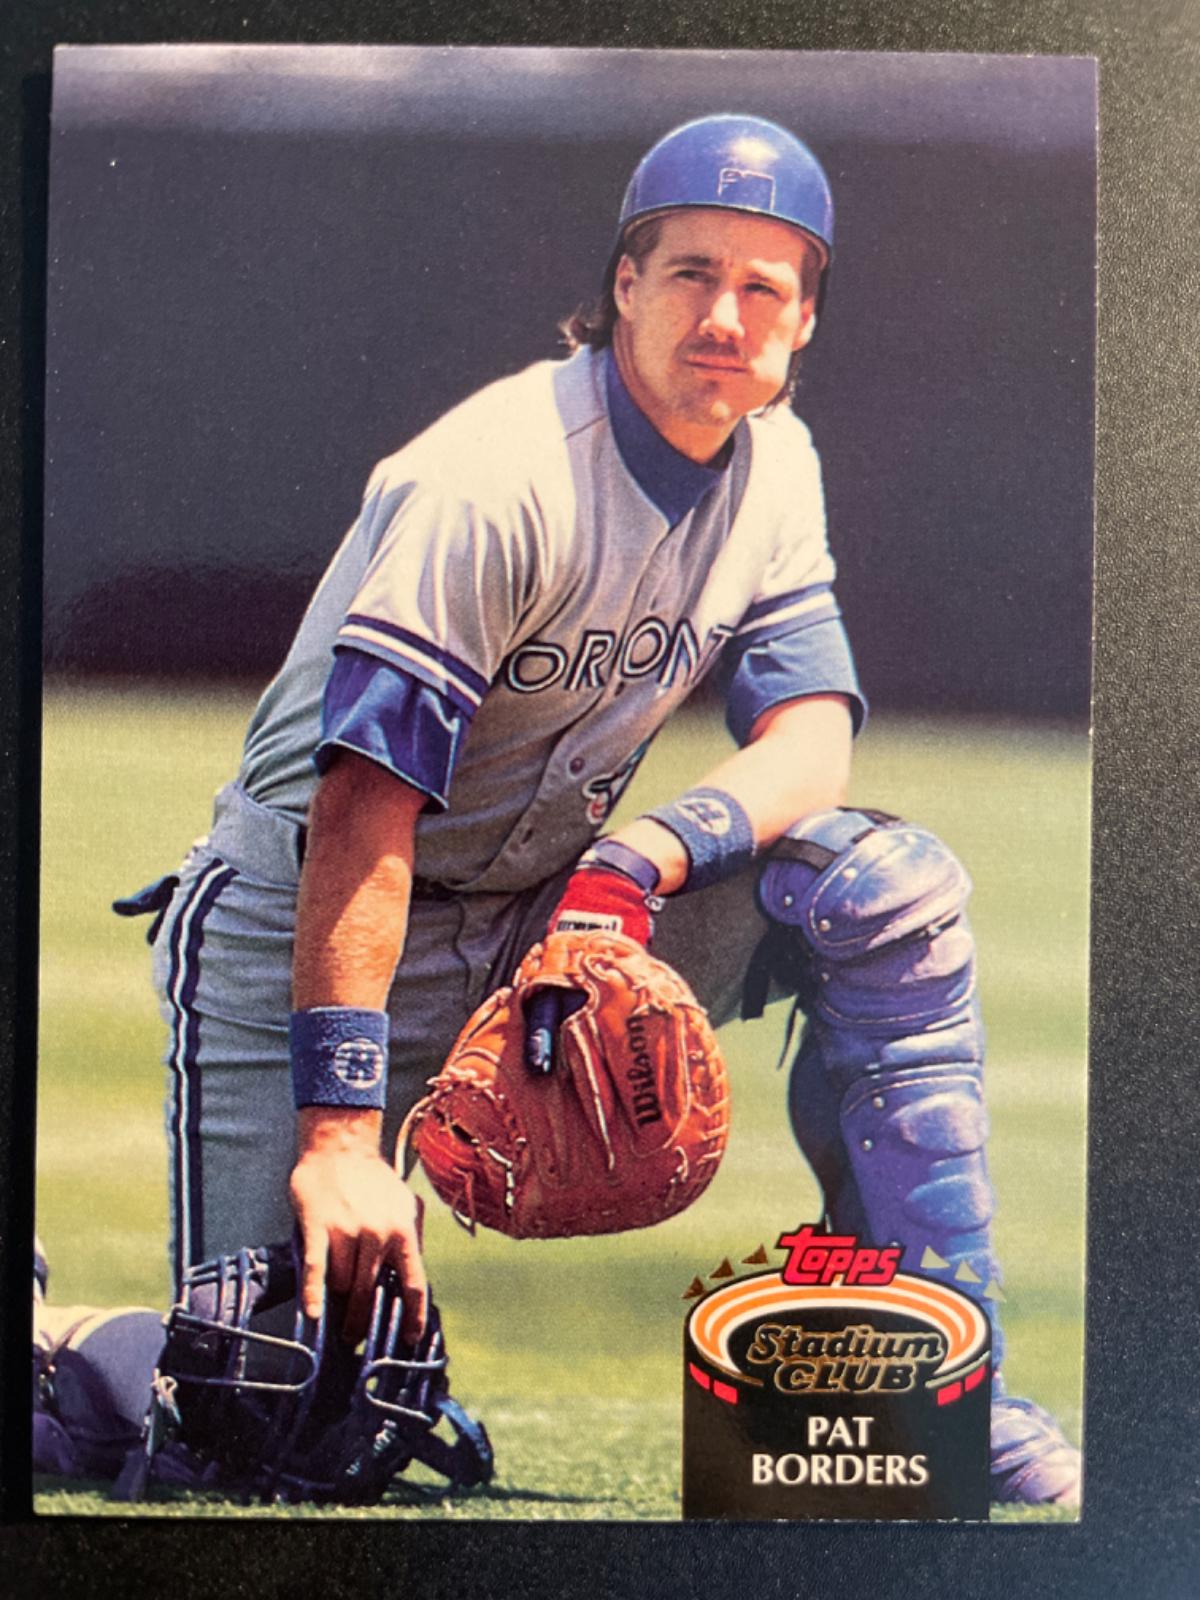 ORONT
Wilson
Topps
Stadium
CLUB
PAT
BORDERS